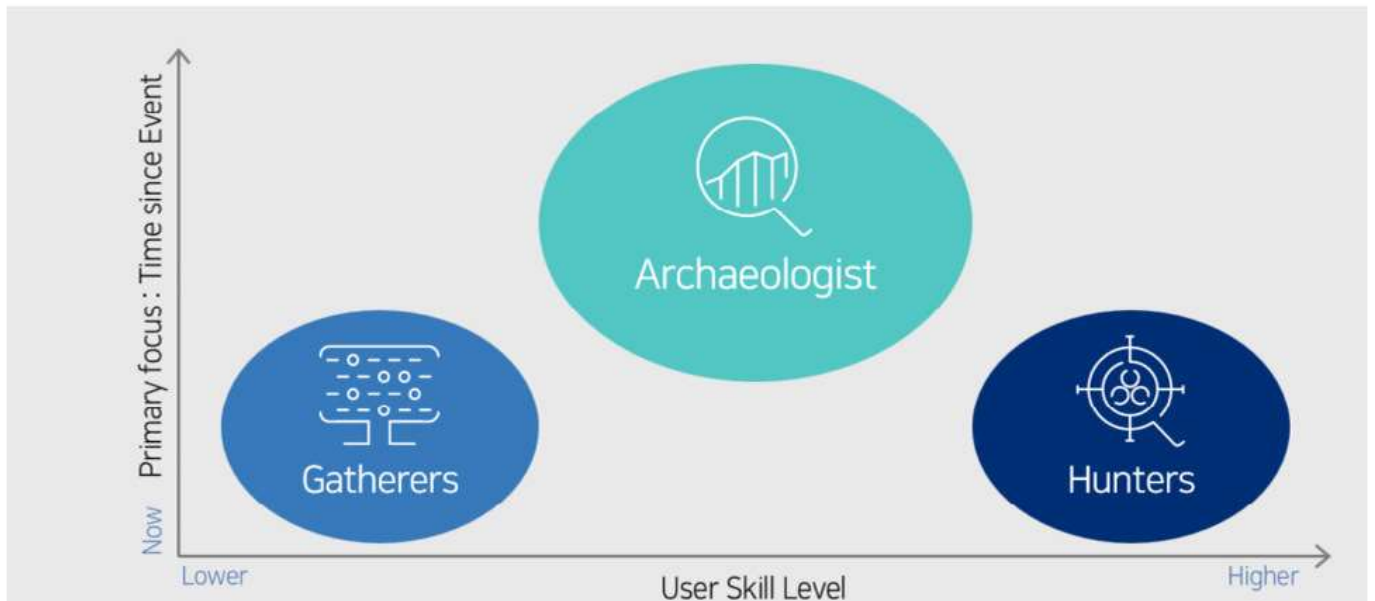 Primary focus : Time since Event
Now
Archaeologist
Gatherers
Hunters
Lower
User Skill Level
Higher